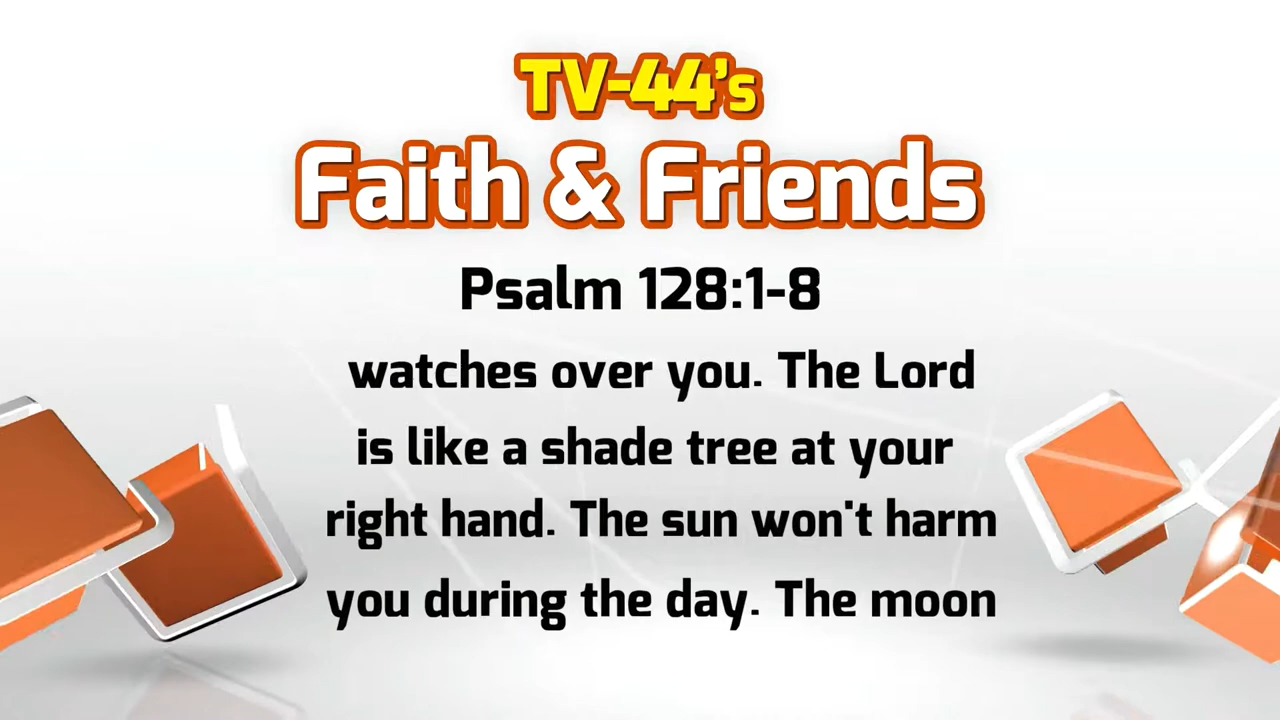 TV-44's
Faith & Friends
Psalm 128:1-8
watches over you. The Lord
is like a shade tree at your
right hand. The sun won't harm
you during the day. The moon